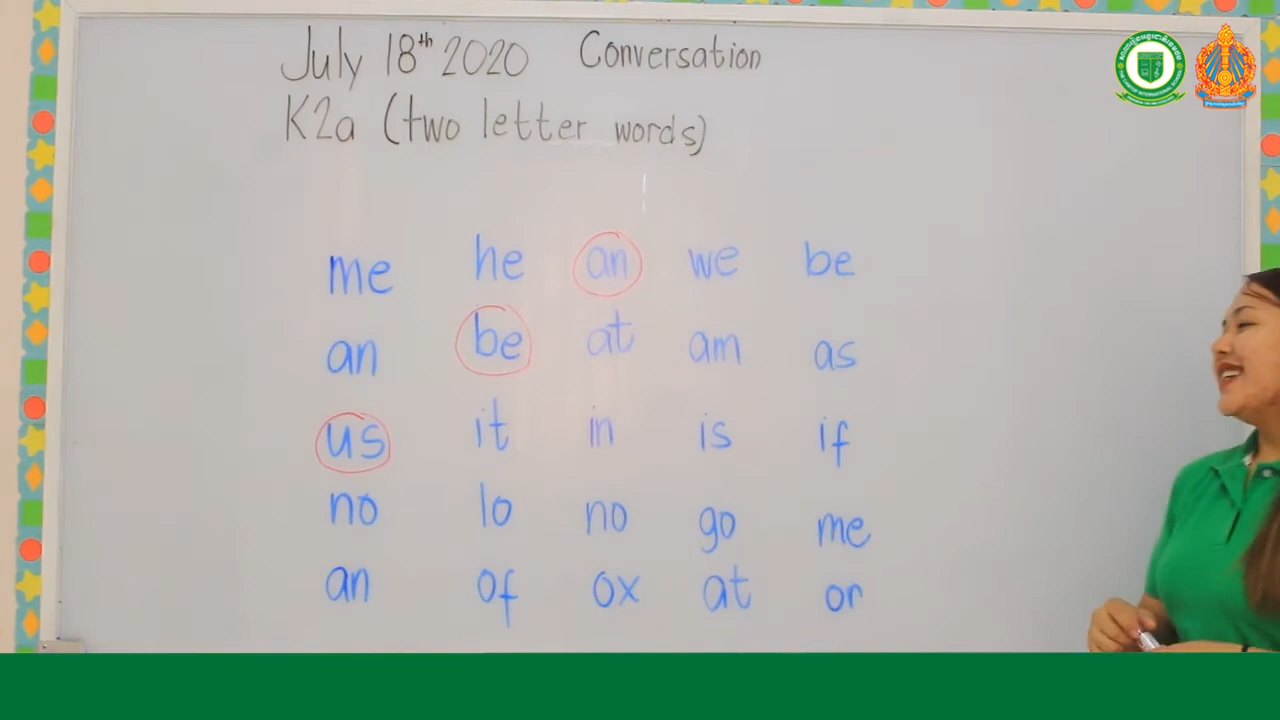 July 18th 2020 Conversation
K2a (two letter words)
me he an we be
an be at am as
us it in is if
no lo no go me
an of ox at or